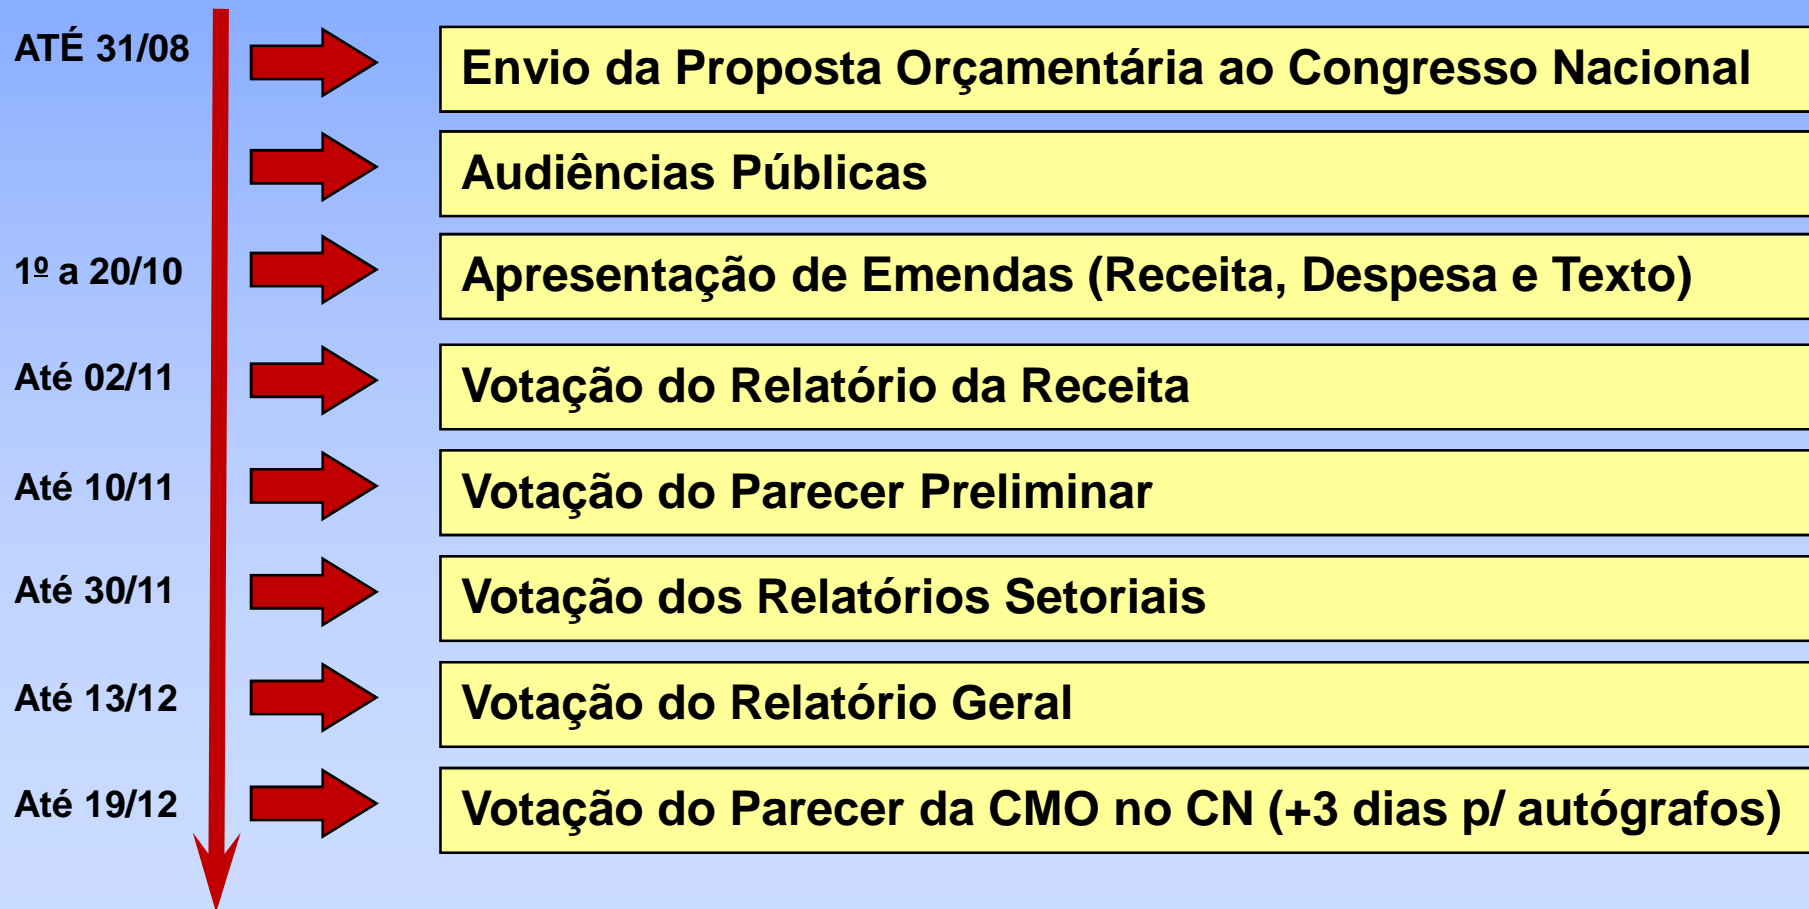 ATÉ 31/08
Envio da Proposta Orçamentária ao Congresso Nacional
Audiências Públicas
1º a 20/10
Apresentação de Emendas (Receita, Despesa e Texto)
Até 02/11
Votação do Relatório da Receita
Até 10/11
Votação do Parecer Preliminar
Até 30/11
Votação dos Relatórios Setoriais
Até 13/12
Votação do Relatório Geral
Até 19/12
Votação do Parecer da CMO no CN (+3 dias p/ autógrafos)